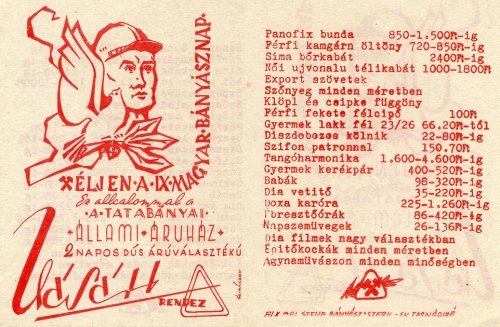 ÉLJEN A IX. MAGYAR BÁNYÁSZNAP
Ez alkalommal a
A TATABÁNYAI
ÁLLAMI ÁRUHÁZ
2 NAPOS DÚS ÁRÚVÁLASZTÉKÚ
Vásárt
RENDEZ
Panofix bunda 850-1.500Ft-ig
Férfi kamgárn öltöny 720-850Ft-ig
Sima bőrkabát 2400Ft-ig
Női ujvonalu télikabát 1000-1800Ft-ig
Export szövetek
Szőnyeg minden méretben
Klöpl és csipke függöny
Férfi fekete félcipő 100Ft
Gyermek lakk fél 23/26 66.20Ft-tól
Diszdobozos kölnik 22-80Ft-ig
Szifon patronnal 150.70Ft
Tangóharmonika 1.600-4.600Ft-ig
Gyermek kerékpár 400-520Ft-ig
Babák 98-320Ft-ig
Dia vetitő 35-220Ft-ig
Doxa karóra 225-1.260Ft-ig
Ébresztőórák 86-420Ft-ig
Napszemüvegek 26-136Ft-ig
Dia filmek nagy választékban
Épitőkockák minden méretben
Ágyneművászon minden minőségben